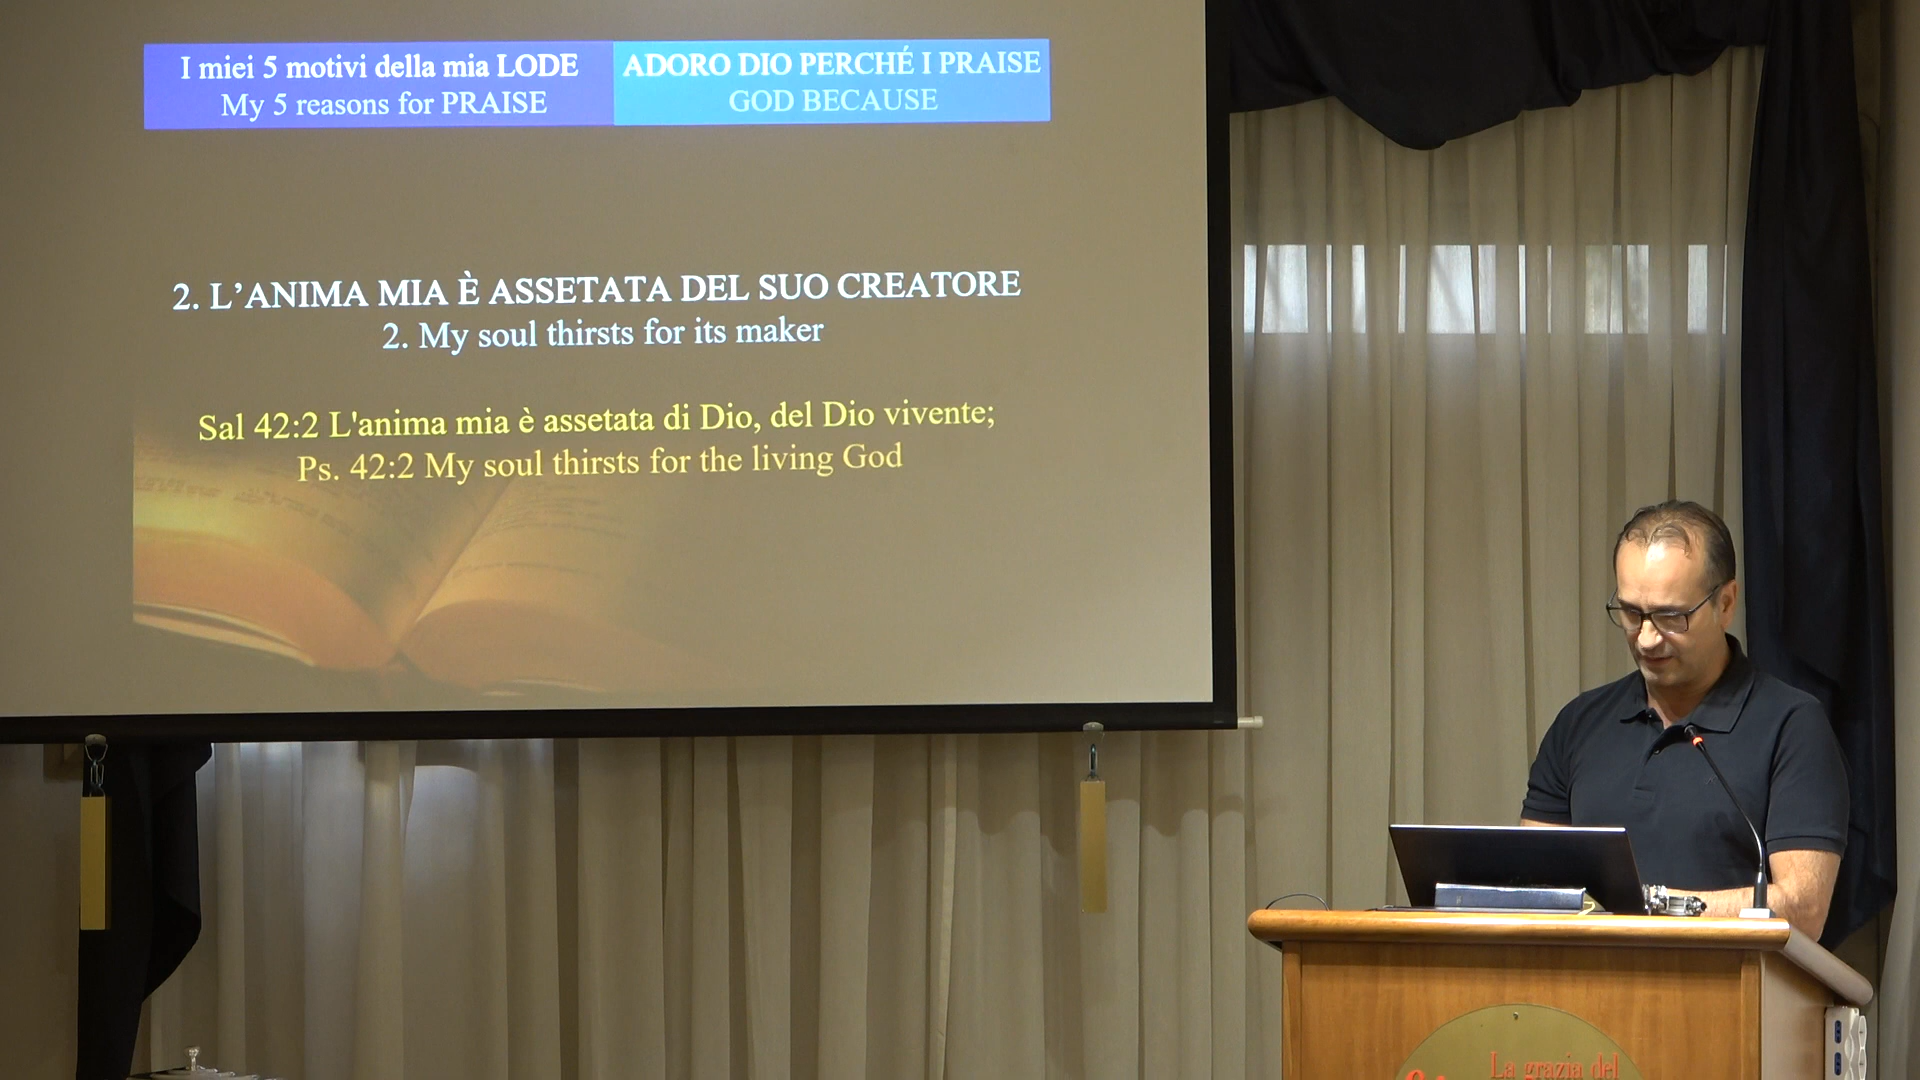 I miei 5 motivi della mia LODE
My 5 reasons for PRAISE
ADORO DIO PERCHÉ I PRAISE
GOD BECAUSE
2. L’ANIMA MIA È ASSETATA DEL SUO CREATORE
2. My soul thirsts for its maker
Sal 42:2 L'anima mia è assetata di Dio, del Dio vivente;
Ps. 42:2 My soul thirsts for the living God
La grazia del